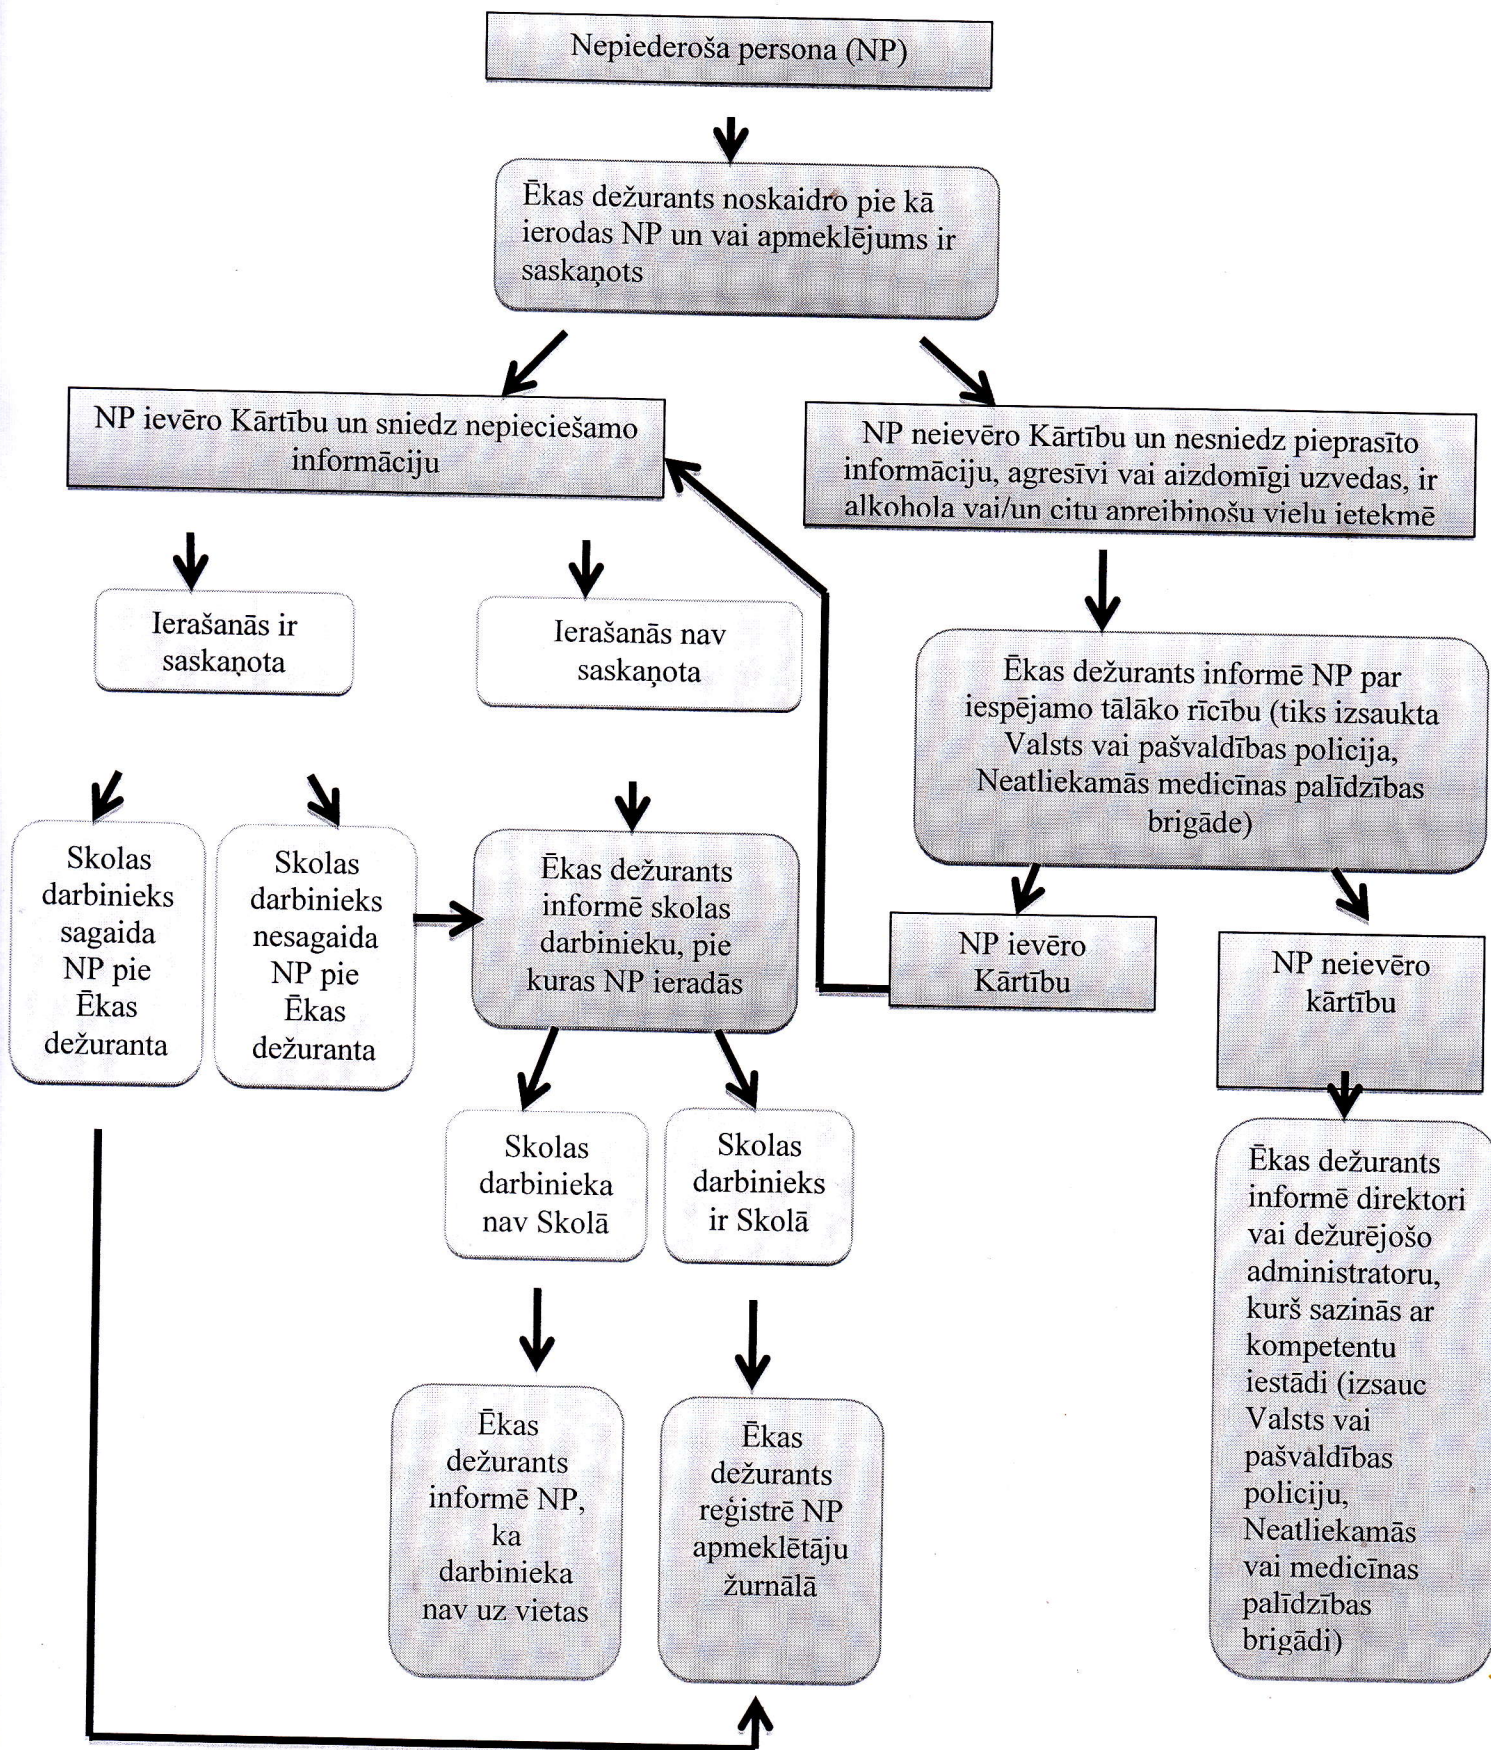 Nepiederoša persona (NP)
Ēkas dežurants noskaidro pie kā
ierodas NP un vai apmeklējums ir
saskaņots
NP ievēro Kārtību un sniedz nepieciešamo
informāciju
NP neievēro Kārtību un nesniedz pieprasīto
informāciju, agresīvi vai aizdomīgi uzvedas, ir
alkohola vai/un citu apreibinošu vielu ietekmē
Ierašanās ir
saskaņota
Ierašanās nav
saskaņota
Ēkas dežurants informē NP par
iespējamo tālāko rīcību (tiks izsaukta
Valsts vai pašvaldības policija,
Neatliekamās medicīnas palīdzības
brigāde)
Skolas
darbinieks
sagaida
NP pie
Ēkas
dežuranta
Skolas
darbinieks
nesagaida
NP pie
Ēkas
dežuranta
Ēkas dežurants
informē skolas
darbinieku, pie
kuras NP ieradās
NP ievēro
Kārtību
NP neievēro
kārtību
Skolas
darbinieka
nav Skolā
Skolas
darbinieks
ir Skolā
Ēkas dežurants
informē direktori
vai dežurējošo
administratoru,
kurš sazinās ar
kompetentu
iestādi (izsauc
Valsts vai
pašvaldības
policiju,
Neatliekamās
vai medicīnas
palīdzības
brigādi)
Ēkas
dežurants
informē NP,
ka
darbinieka
nav uz vietas
Ēkas
dežurants
reģistrē NP
apmeklētāju
žurnālā